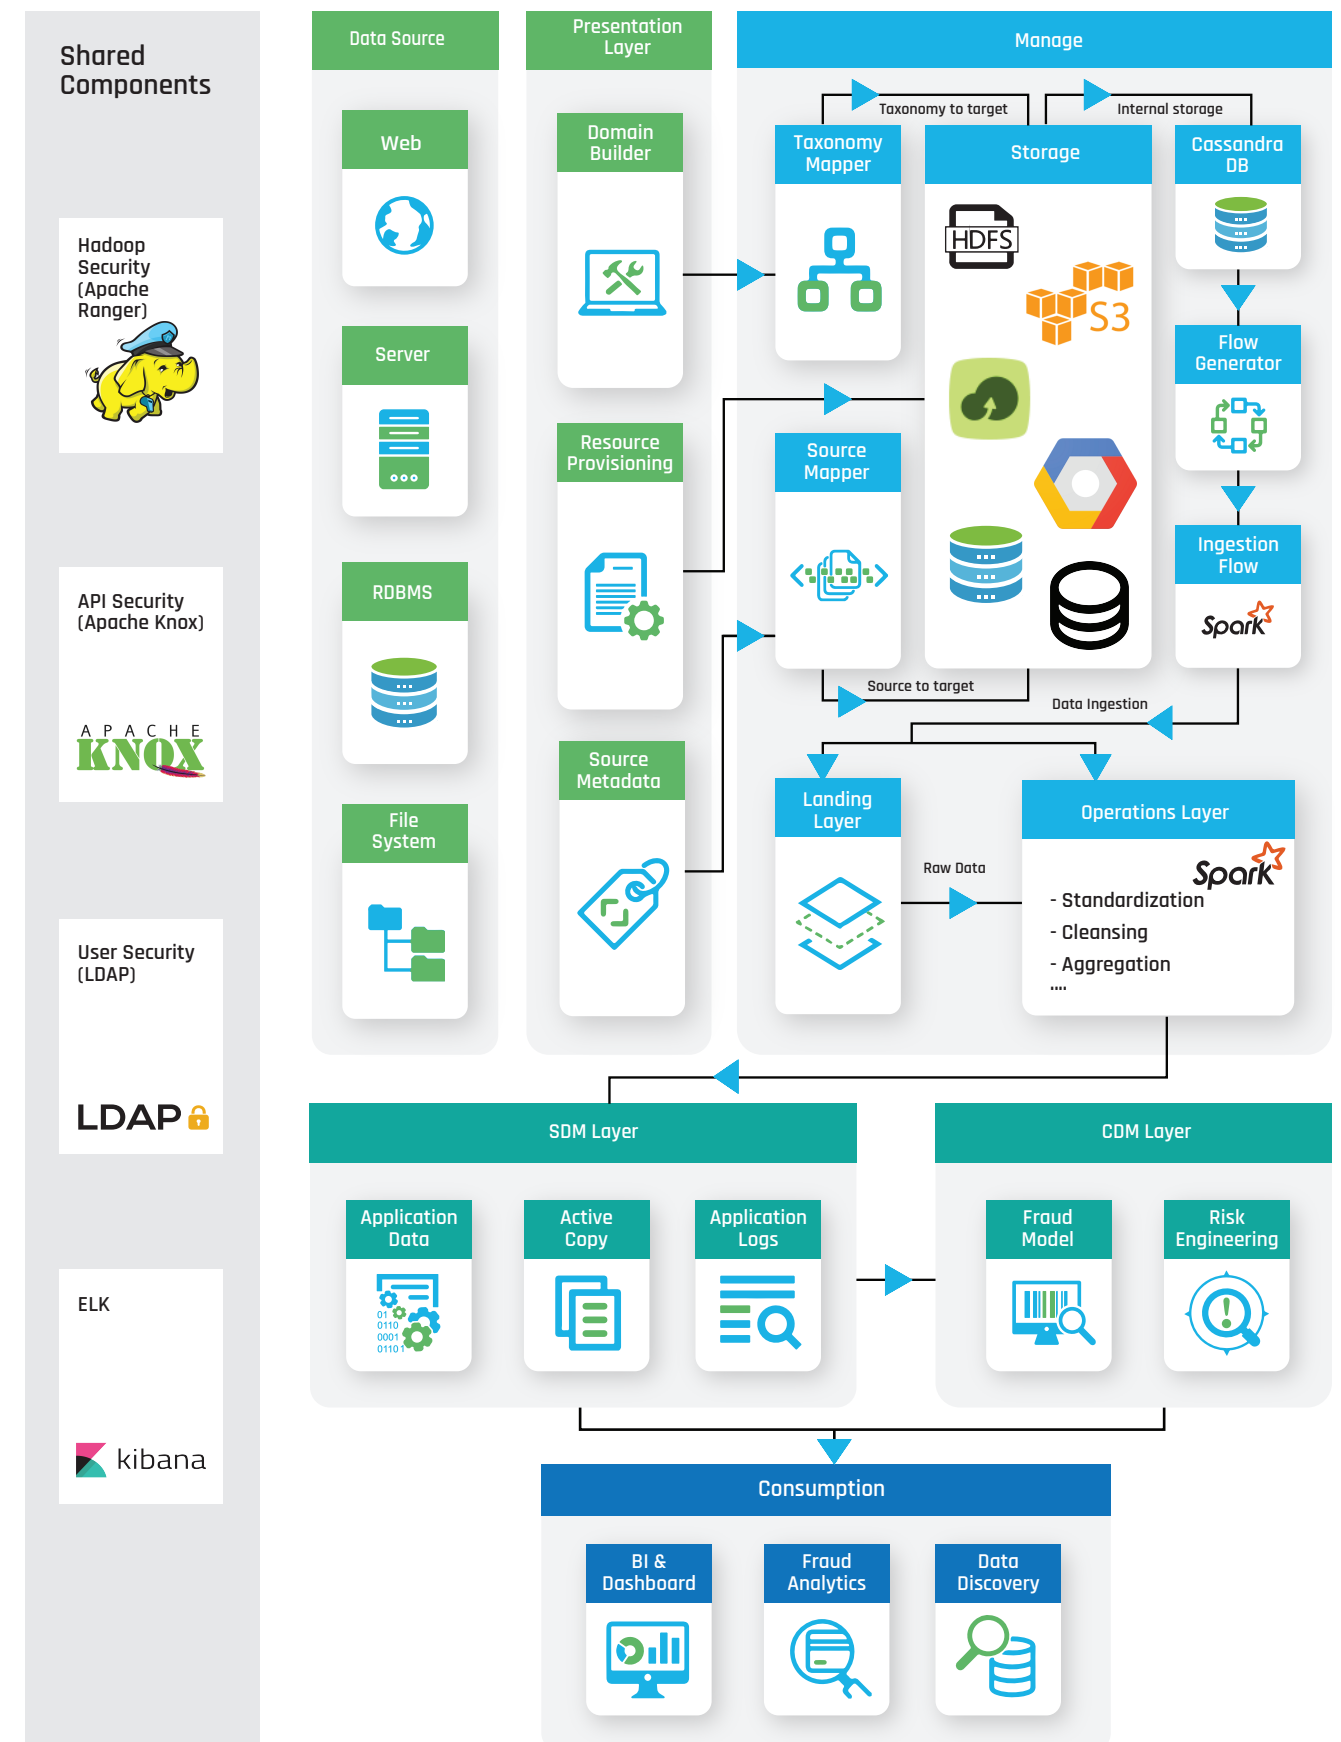 Shared
Components
Hadoop
Security
(Apache
Ranger)
API Security
(Apache Knox)
APACHE
KNOX
User Security
(LDAP)
LDAP
ELK
kibana
Data Source
Web
Server
RDBMS
File
System
Presentation
Layer
Domain
Builder
Resource
Provisioning
Source
Metadata
Manage
Taxonomy to target
Internal storage
Taxonomy
Mapper
Storage
HDFS
S3
Cassandra
DB
Flow
Generator
Source
Mapper
Ingestion
Flow
Spark
Source to target
Data Ingestion
Landing
Layer
Raw Data
Operations Layer
Spark
- Standardization
- Cleansing
- Aggregation
....
SDM Layer
Application
Data
01
0110
0001
01101
Active
Copy
Application
Logs
CDM Layer
Fraud
Model
Risk
Engineering
Consumption
BI &
Dashboard
Fraud
Analytics
Data
Discovery